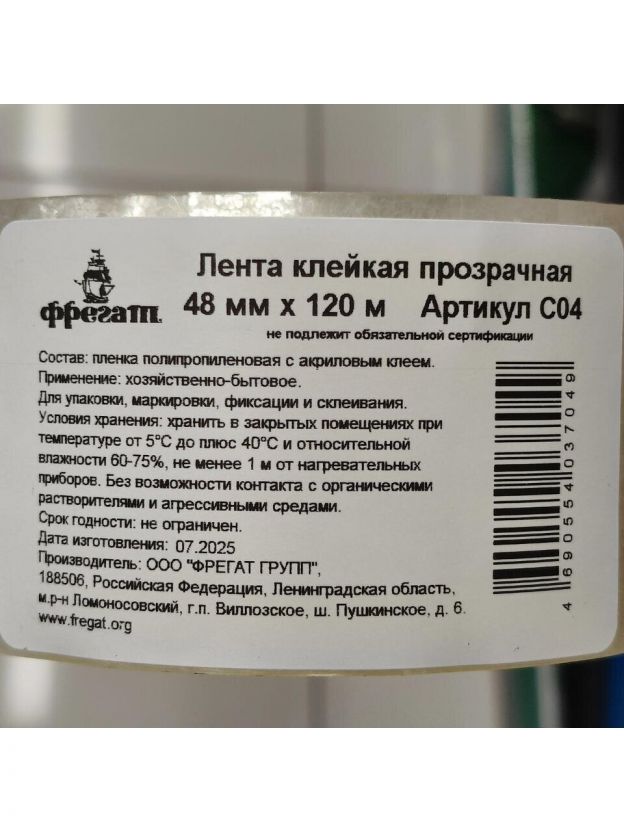 фрегатп.
Лента клейкая прозрачная
48 мм х 120 м Артикул С04
не подлежит обязательной сертификации
Состав: пленка полипропиленовая с акриловым клеем.
Применение: хозяйственно-бытовое.
Для упаковки, маркировки, фиксации и склеивания.
Условия хранения: хранить в закрытых помещениях при
температуре от 5°С до плюс 40°С и относительной
влажности 60-75%, не менее 1 м от нагревательных
приборов. Без возможности контакта с органическими
растворителями и агрессивными средами.
Срок годности: не ограничен.
Дата изготовления: 07.2025
Производитель: ООО "ФРЕГАТ ГРУПП",
188506, Российская Федерация, Ленинградская область,
м.р-н Ломоносовский, г.п. Виллозское, ш. Пушкинское, д. 6.
www.fregat.org
4690554037049